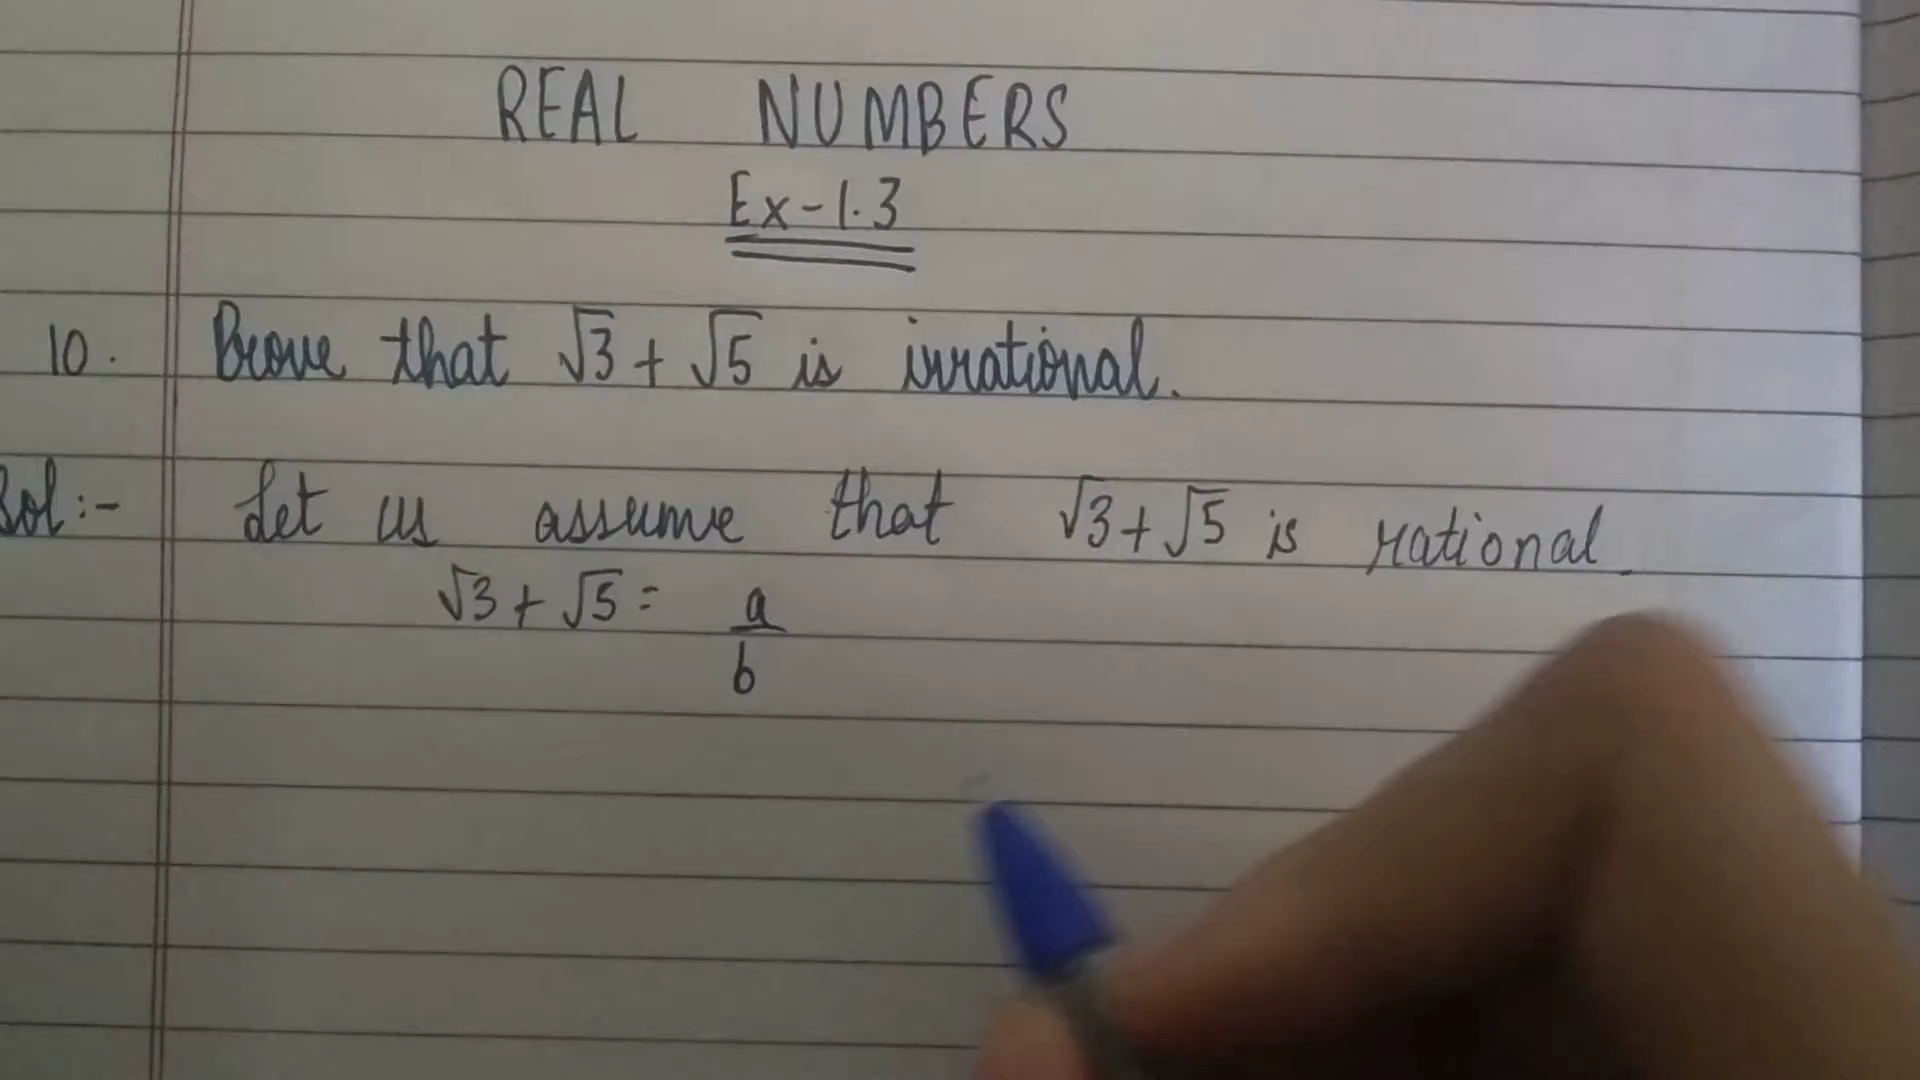 REAL NUMBERS
Ex-1.3
10. Prove that √3 + √5 is irrational.
Sol:- Let us assume that √3 + √5 is rational.
√3 + √5 = a
b